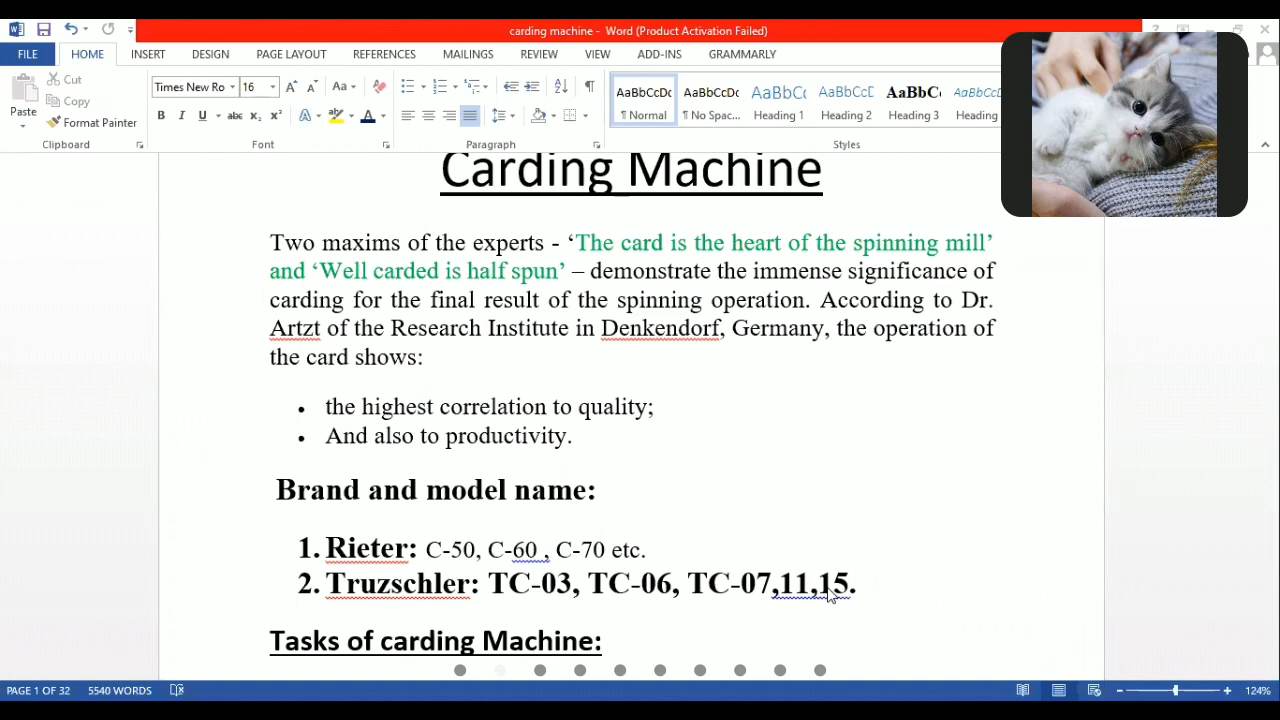 carding machine - Word (Product Activation Failed)
FILE HOME INSERT DESIGN PAGE LAYOUT REFERENCES MAILINGS REVIEW VIEW ADD-INS GRAMMARLY
Paste
Cut
Copy
Format Painter
Clipboard
Times New Ro 16
Font
Paragraph
AaBbCcDc AaBbCcDc AaBbCc AaBbCcD AaBbC AaBbCcDc
¶ Normal ¶ No Spac... Heading 1 Heading 2 Heading 3 Heading
Styles
Carding Machine
Two maxims of the experts - ‘The card is the heart of the spinning mill’
and ‘Well carded is half spun’ – demonstrate the immense significance of
carding for the final result of the spinning operation. According to Dr.
Artzt of the Research Institute in Denkendorf, Germany, the operation of
the card shows:
• the highest correlation to quality;
• And also to productivity.
Brand and model name:
1. Rieter: C-50, C-60 , C-70 etc.
2. Truzschler: TC-03, TC-06, TC-07,11,15.
Tasks of carding Machine:
PAGE 1 OF 32 5540 WORDS 124%